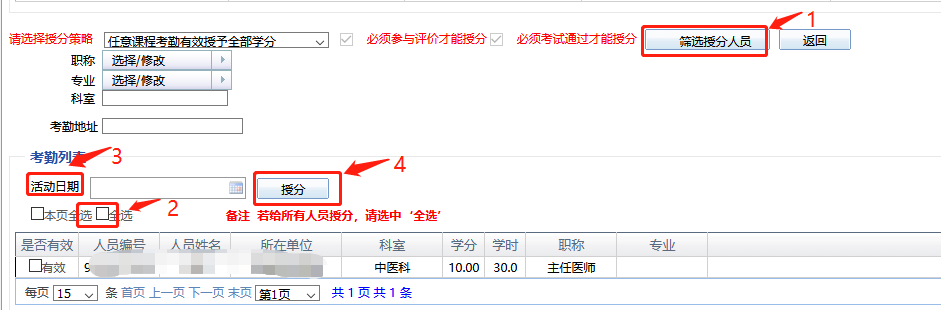 1
请选择授分策略 任意课程考勤有效授予全部学分 必须参与评价才能授分 必须考试通过才能授分 筛选授分人员 返回
职称 选择/修改
专业 选择/修改
科室
考勤地址
考勤列表 3
4
活动日期 授分
本页全选 全选 2 备注 若给所有人员授分，请选中‘全选’
是否有效 人员编号 人员姓名 所在单位 科室 学分 学时 职称 专业
有效 9 中医科 10.00 30.0 主任医师
每页 15 条 首页 上一页 下一页 末页 第1页 共 1 页 共 1 条